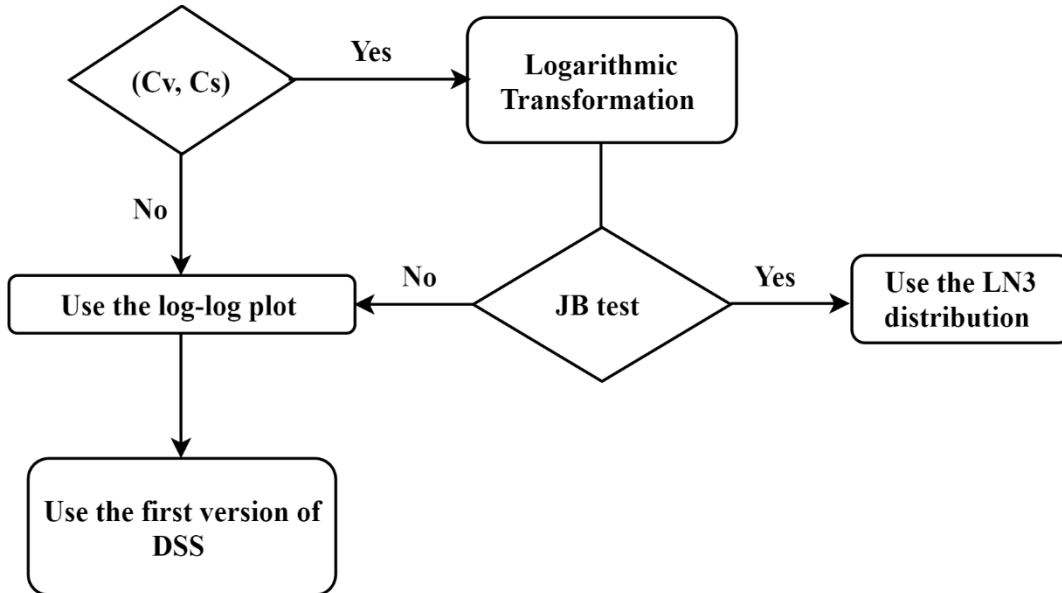 (Cv, Cs)
Yes
Logarithmic
Transformation
No
Use the log-log plot
No
JB test
Yes
Use the LN3
distribution
Use the first version of
DSS